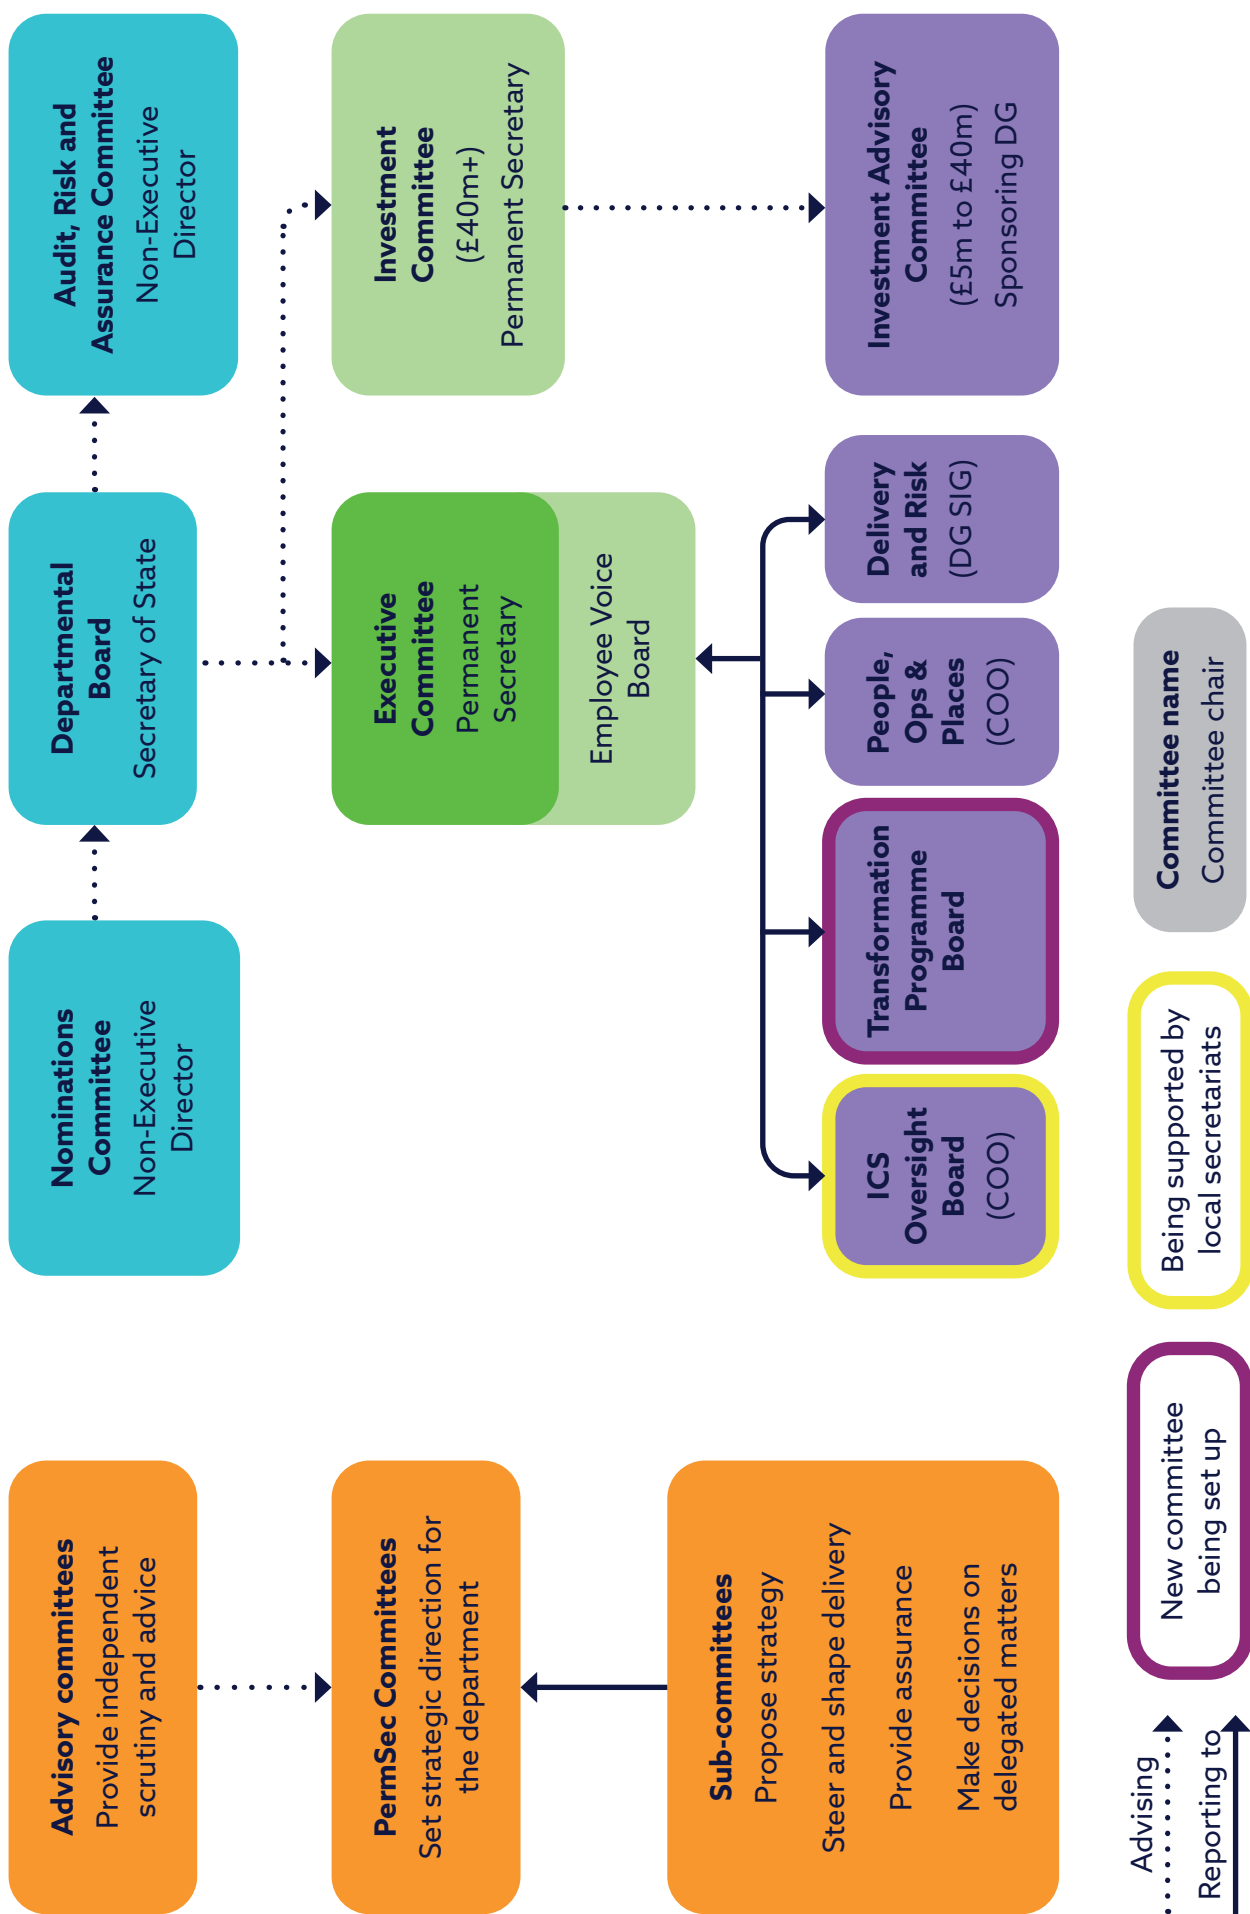 Advisory committees
Provide independent
scrutiny and advice
PermSec Committees
Set strategic direction for
the department
Sub-committees
Propose strategy
Steer and shape delivery
Provide assurance
Make decisions on
delegated matters
Nominations
Committee
Non-Executive
Director
Departmental
Board
Secretary of State
Audit, Risk and
Assurance Committee
Non-Executive
Director
Executive
Committee
Permanent
Secretary
Employee Voice
Board
Investment
Committee
(£40m+)
Permanent Secretary
ICS
Oversight
Board
(COO)
Transformation
Programme
Board
People,
Ops &
Places
(COO)
Delivery
and Risk
(DG SIG)
Investment Advisory
Committee
(£5m to £40m)
Sponsoring DG
Advising
Reporting to
New committee
being set up
Being supported by
local secretariats
Committee name
Committee chair